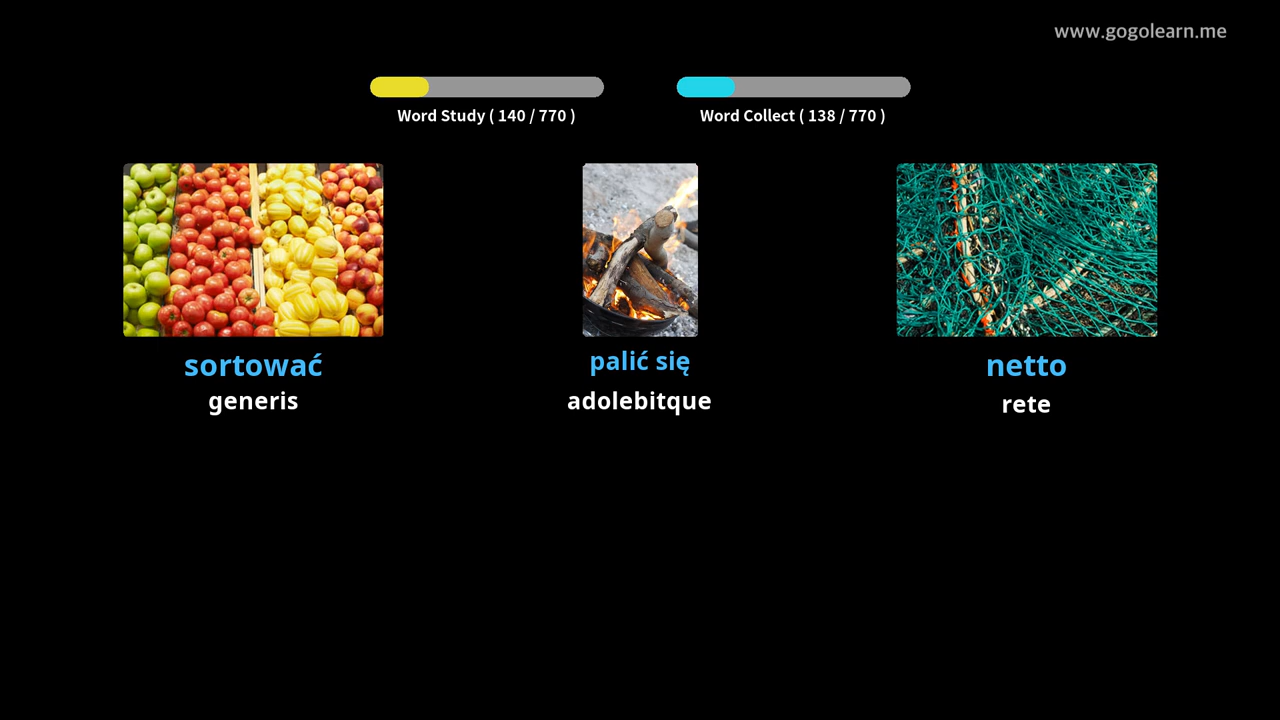 www.gogolearn.me
Word Study ( 140 / 770 )
Word Collect ( 138 / 770 )
sortować
generis
palić się
adolebitque
netto
rete